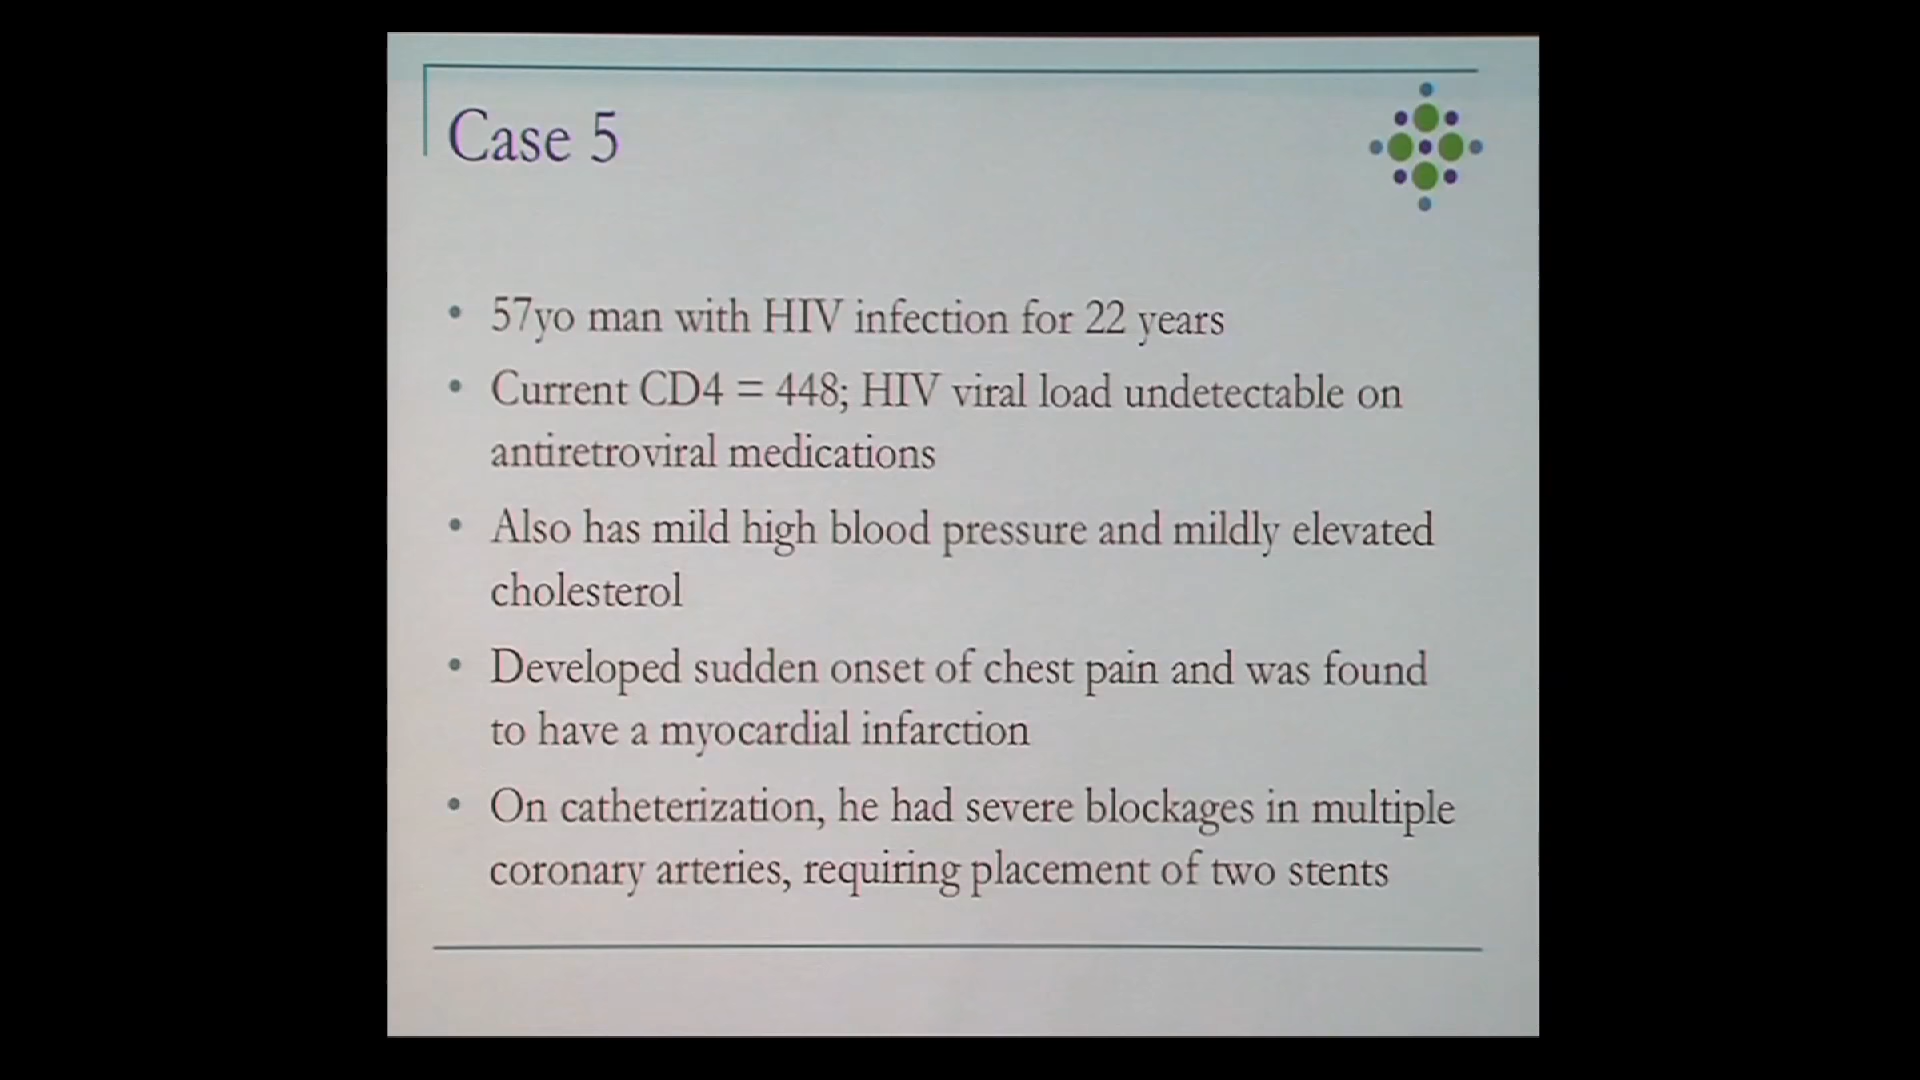 Case 5
• 57yo man with HIV infection for 22 years
• Current CD4 = 448; HIV viral load undetectable on
antiretroviral medications
• Also has mild high blood pressure and mildly elevated
cholesterol
• Developed sudden onset of chest pain and was found
to have a myocardial infarction
• On catheterization, he had severe blockages in multiple
coronary arteries, requiring placement of two stents